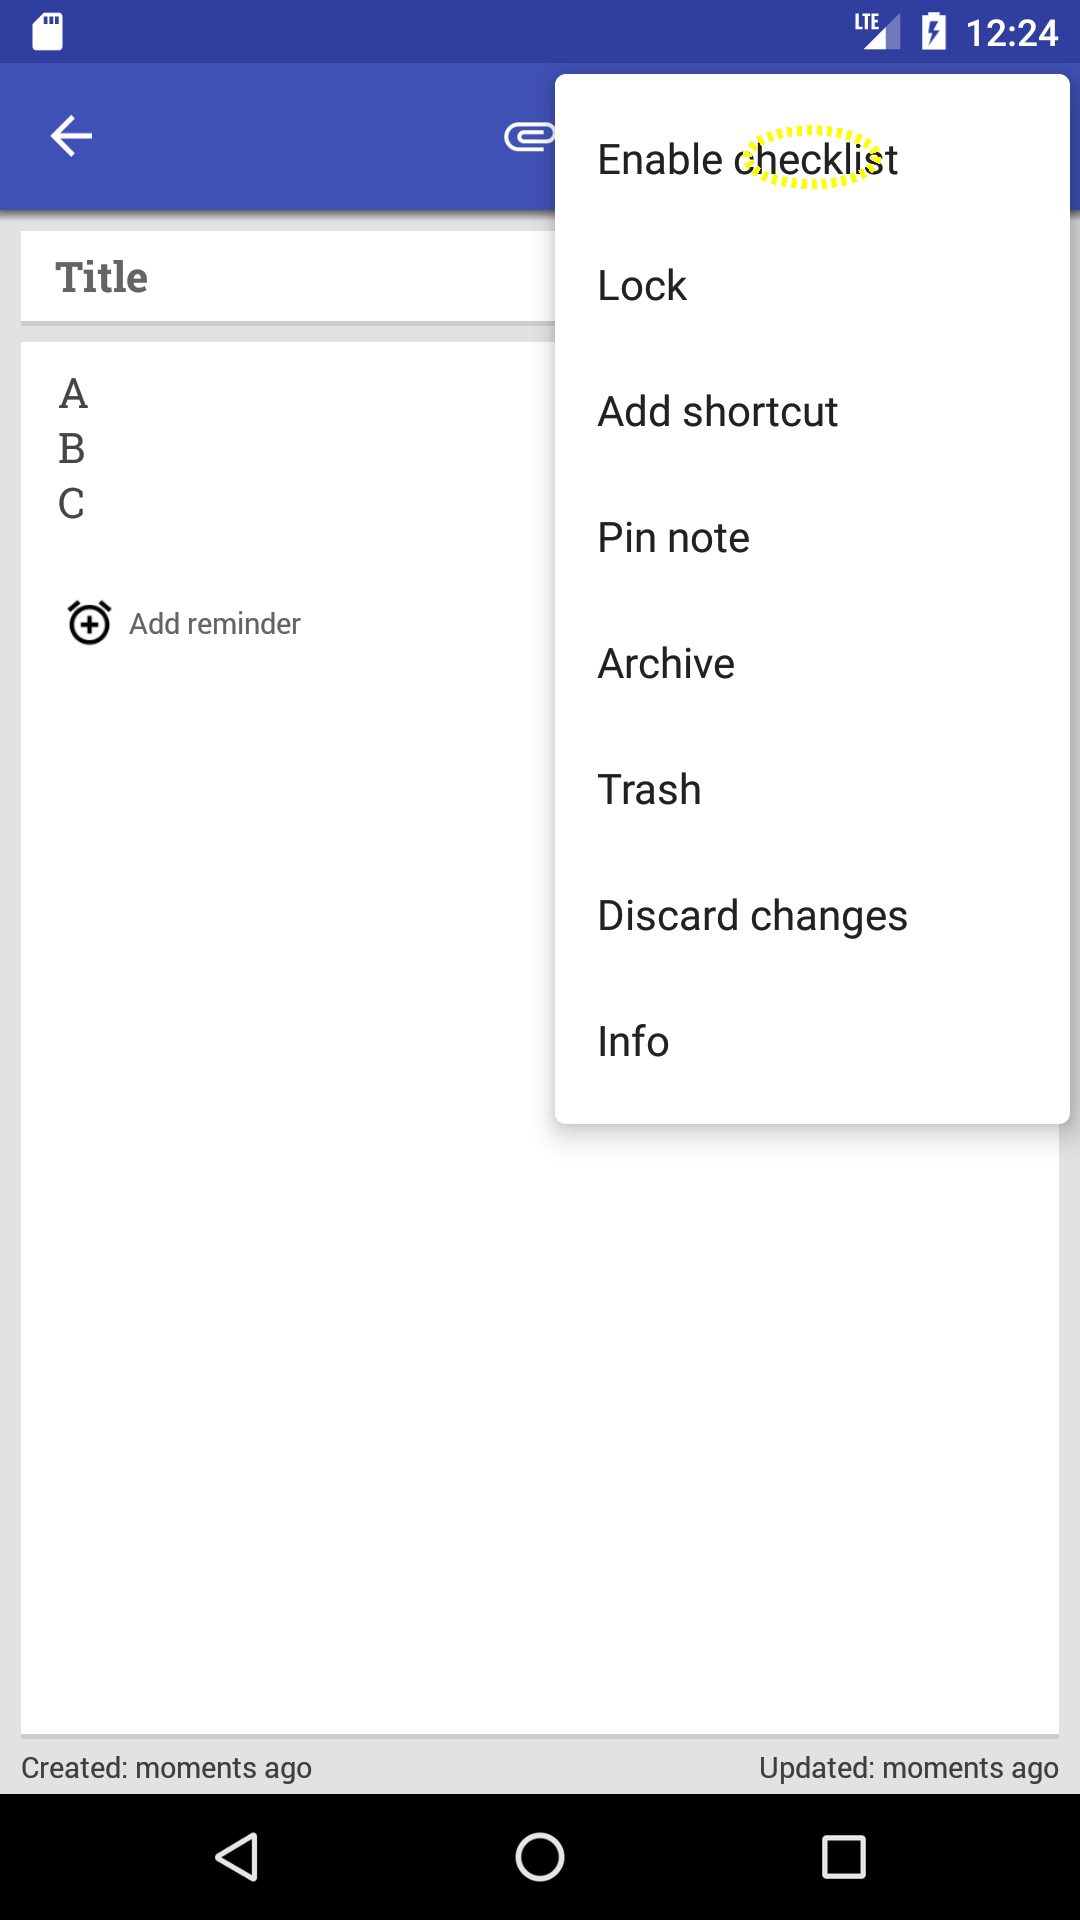 LTE 12:24
Enable checklist
Lock
Add shortcut
Pin note
Archive
Trash
Discard changes
Info
Title
A
B
C
Add reminder
Created: moments ago
Updated: moments ago